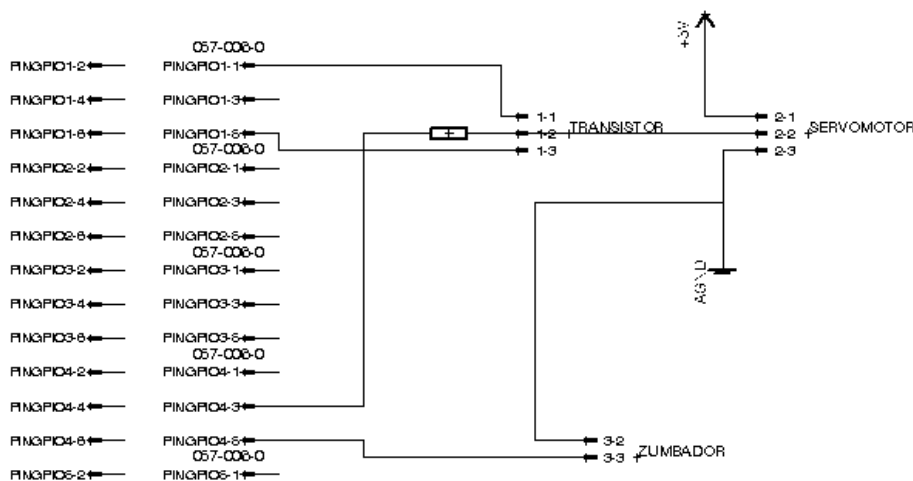 057-006-0
+5V
PINGPIO1-2 PINGPIO1-1
PINGPIO1-4 PINGPIO1-3
1-1 2-1
PINGPIO1-6 PINGPIO1-5 1-2 TRANSISTOR 2-2 SERVOMOTOR
057-006-0 1-3 2-3
PINGPIO2-2 PINGPIO2-1
PINGPIO2-4 PINGPIO2-3
PINGPIO2-6 PINGPIO2-5
057-006-0
PINGPIO3-2 PINGPIO3-1
AGND
PINGPIO3-4 PINGPIO3-3
PINGPIO3-6 PINGPIO3-5
057-006-0
PINGPIO4-2 PINGPIO4-1
PINGPIO4-4 PINGPIO4-3
PINGPIO4-6 PINGPIO4-5 3-2
057-006-0 3-3 ZUMBADOR
PINGPIO5-2 PINGPIO5-1